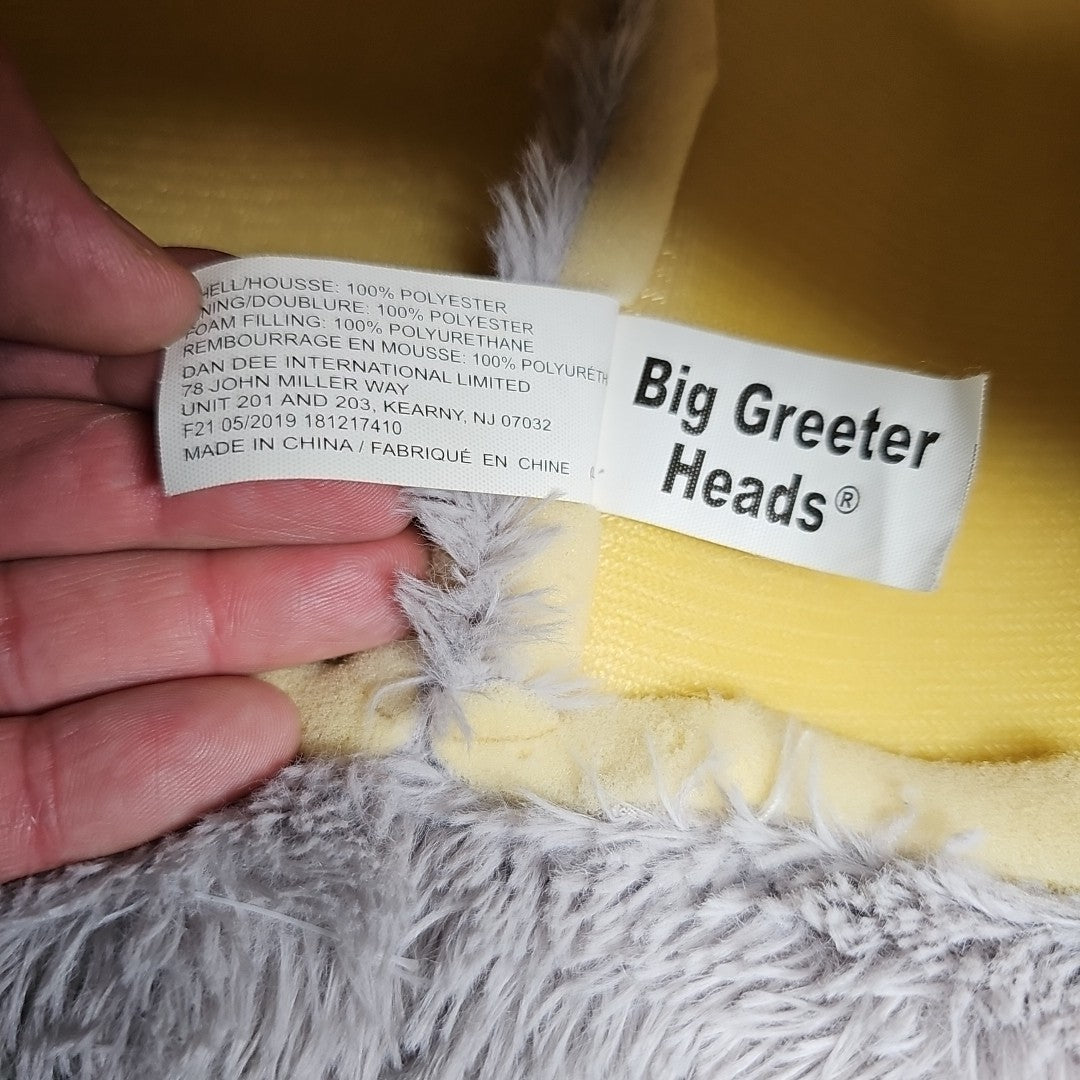 HELL/HOUSSE: 100% POLYESTER
NING/DOUBLURE: 100% POLYESTER
FOAM FILLING: 100% POLYURETHANE
REMBOURRAGE EN MOUSSE: 100% POLYURÉTH
DAN DEE INTERNATIONAL LIMITED
78 JOHN MILLER WAY
UNIT 201 AND 203, KEARNY, NJ 07032
F21 05/2019 181217410
MADE IN CHINA / FABRIQUÉ EN CHINE
Big Greeter
Heads®